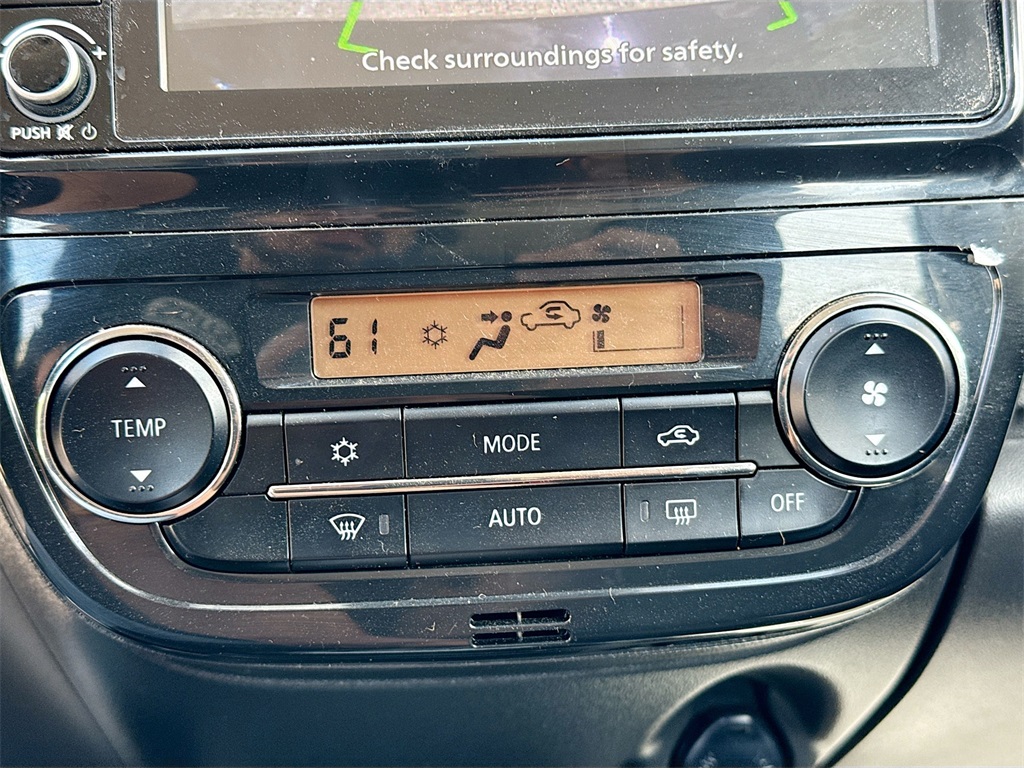 Check surroundings for safety.
+
PUSH
61
TEMP
MODE
AUTO
OFF